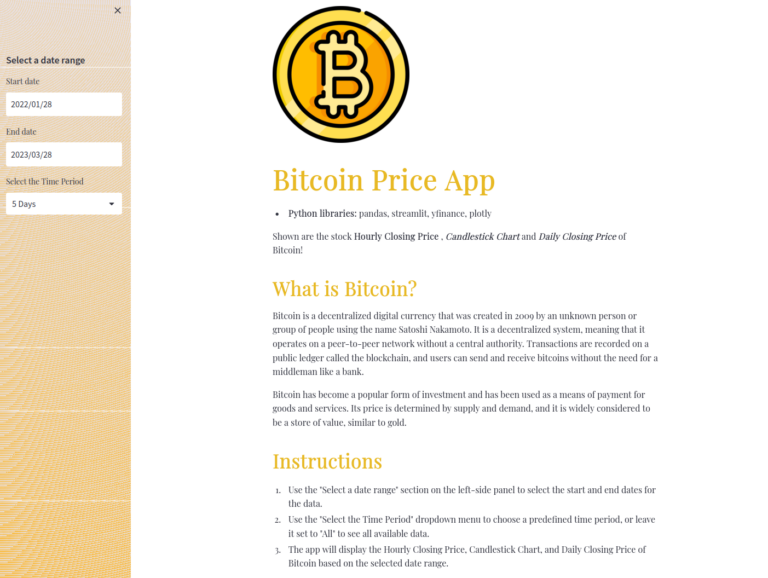 Select a date range
Start date
2022/01/28
End date
2023/03/28
Select the Time Period
5 Days
Bitcoin Price App
• Python libraries: pandas, streamlit, yfinance, plotly
Shown are the stock Hourly Closing Price , Candlestick Chart and Daily Closing Price of
Bitcoin!
What is Bitcoin?
Bitcoin is a decentralized digital currency that was created in 2009 by an unknown person or
group of people using the name Satoshi Nakamoto. It is a decentralized system, meaning that it
operates on a peer-to-peer network without a central authority. Transactions are recorded on a
public ledger called the blockchain, and users can send and receive bitcoins without the need for a
middleman like a bank.
Bitcoin has become a popular form of investment and has been used as a means of payment for
goods and services. Its price is determined by supply and demand, and it is widely considered to
be a store of value, similar to gold.
Instructions
1. Use the "Select a date range" section on the left-side panel to select the start and end dates for
the data.
2. Use the "Select the Time Period" dropdown menu to choose a predefined time period, or leave
it set to "All" to see all available data.
3. The app will display the Hourly Closing Price, Candlestick Chart, and Daily Closing Price of
Bitcoin based on the selected date range.